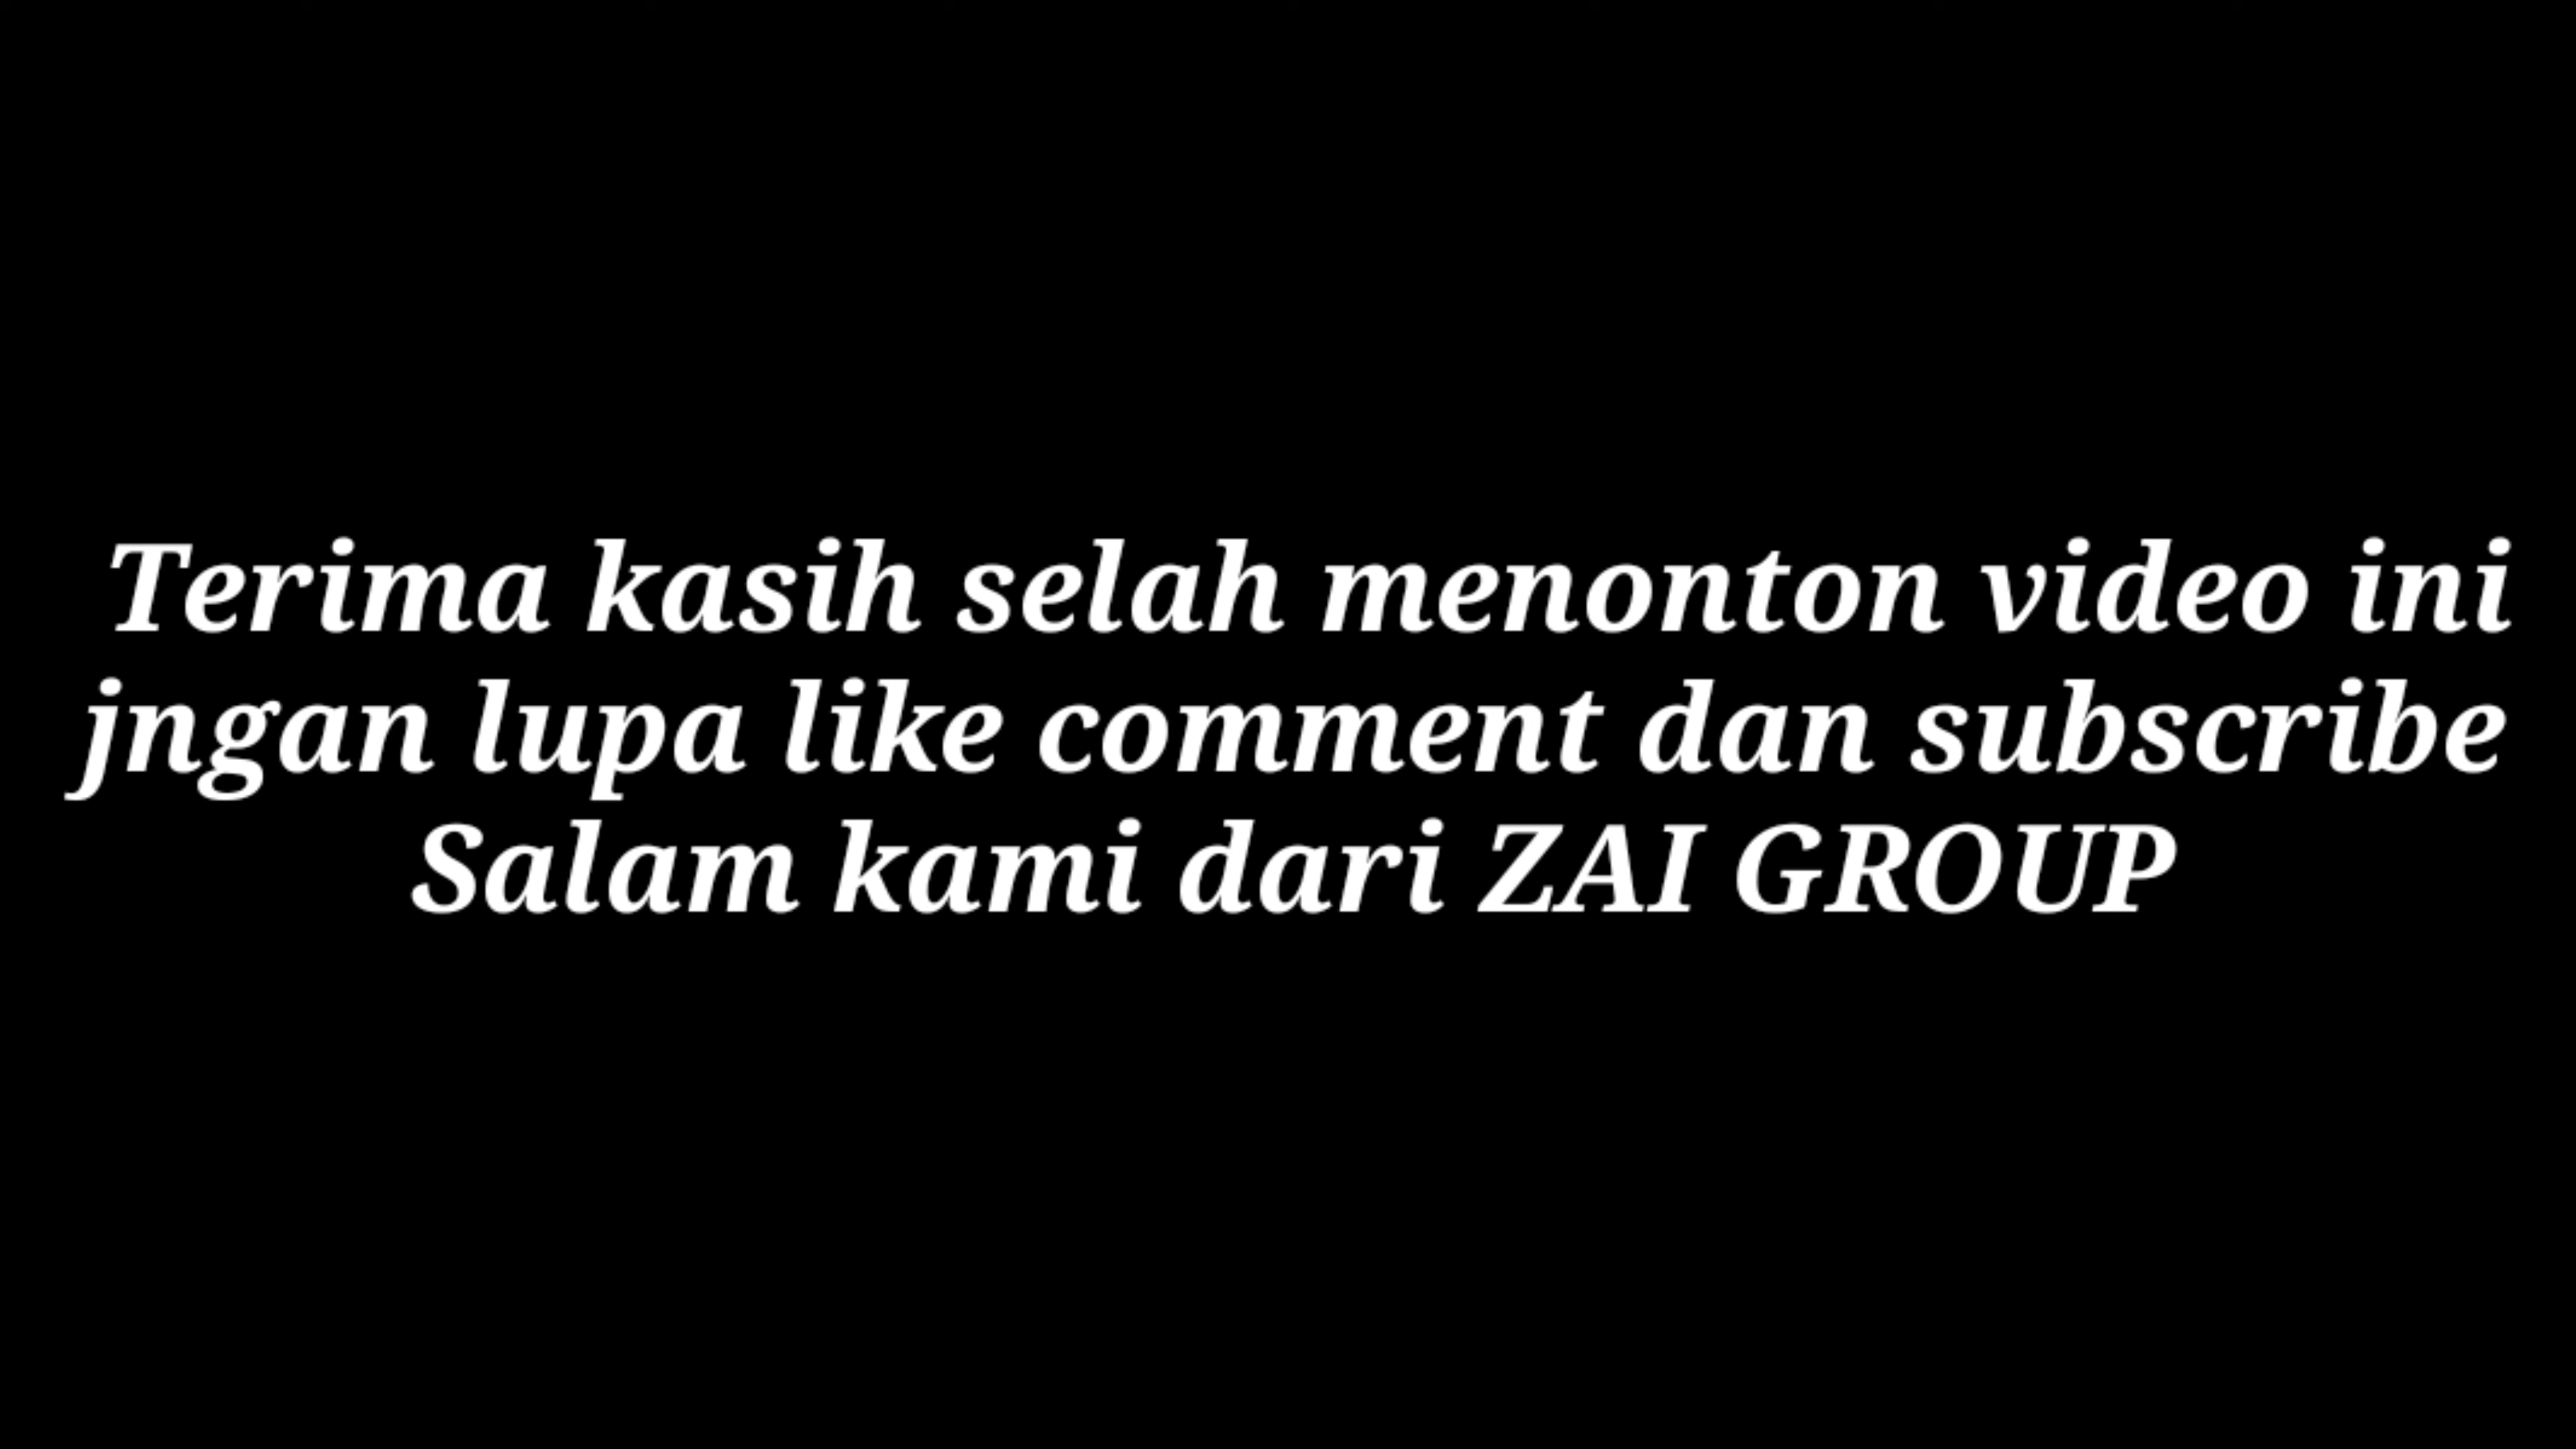 Terima kasih selah menonton video ini
jngan lupa like comment dan subscribe
Salam kami dari ZAI GROUP